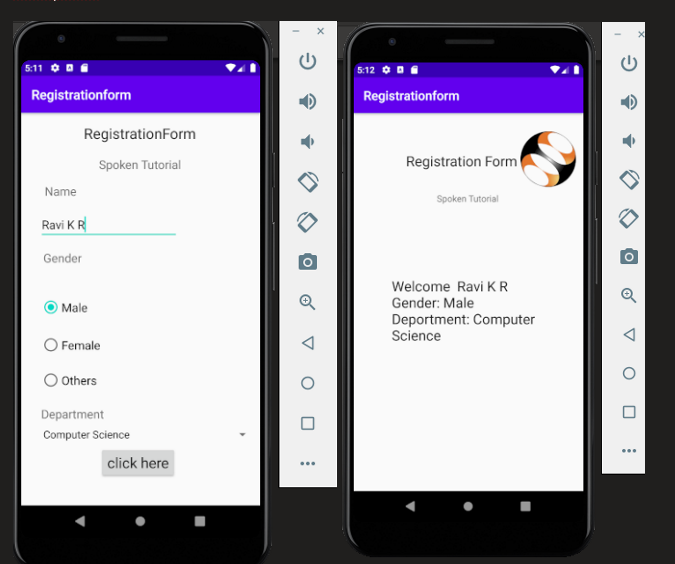 5:11
Registrationform
RegistrationForm
Spoken Tutorial
Name
Ravi K R
Gender
Male
Female
Others
Department
Computer Science
click here
5:12
Registrationform
Registration Form
Spoken Tutorial
Welcome Ravi K R
Gender: Male
Deportment: Computer
Science